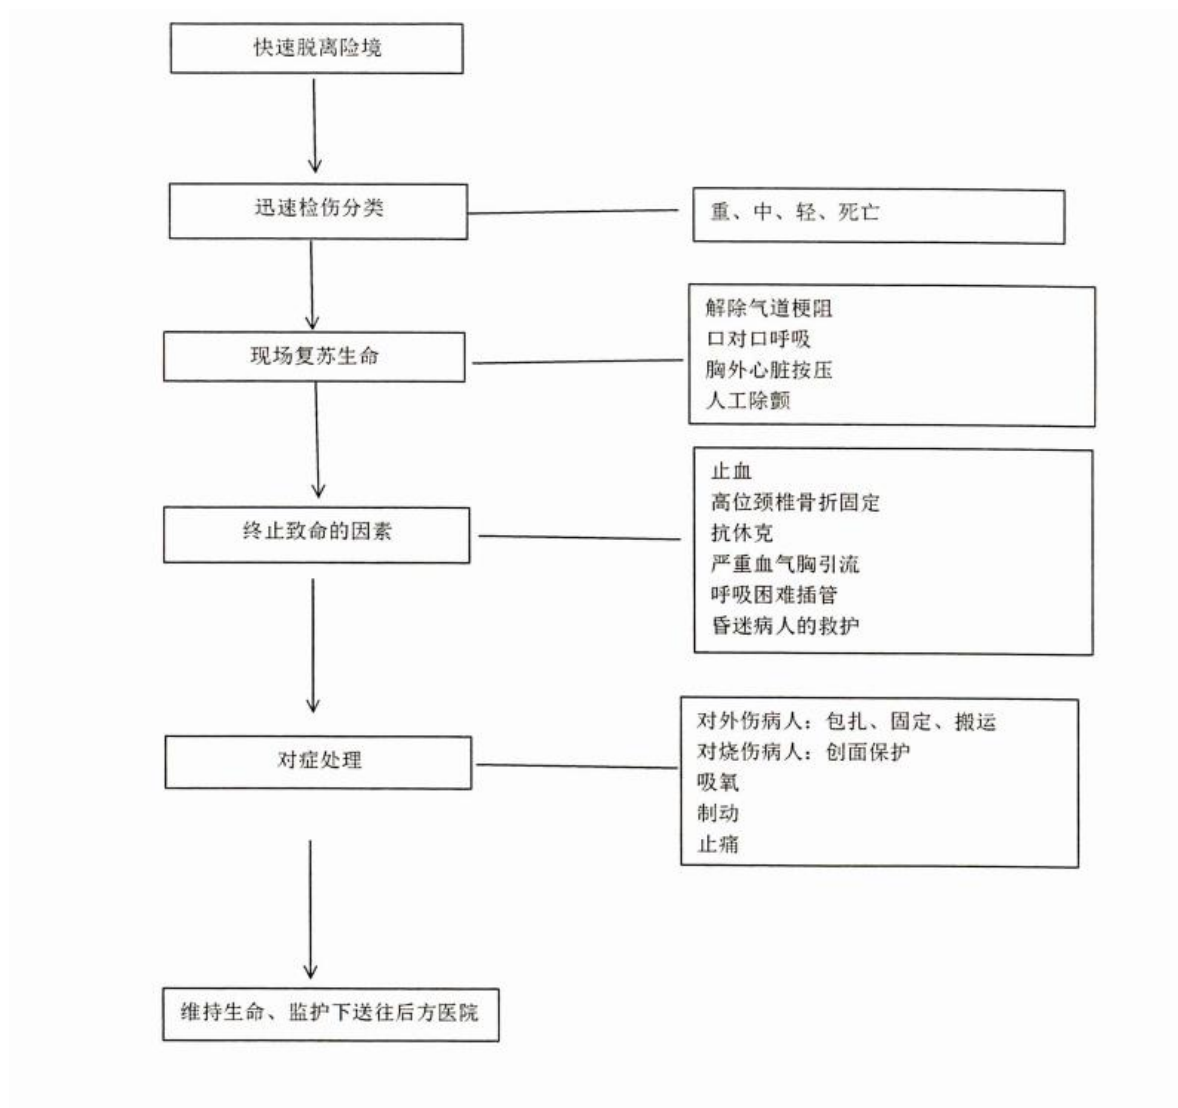 快速脱离险境
迅速检伤分类
重、中、轻、死亡
现场复苏生命
解除气道梗阻
口对口呼吸
胸外心脏按压
人工除颤
终止致命的因素
止血
高位颈椎骨折固定
抗休克
严重血气胸引流
呼吸困难插管
昏迷病人的救护
对症处理
对外伤病人：包扎、固定、搬运
对烧伤病人：创面保护
吸氧
制动
止痛
维持生命、监护下送往后方医院